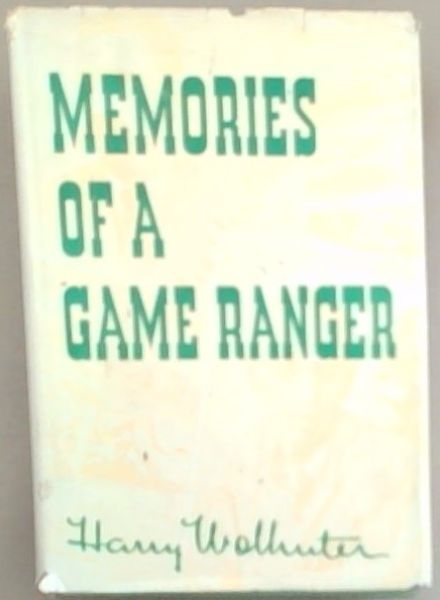 MEMORIES
OF A
GAME RANGER
Harry Wolhuter